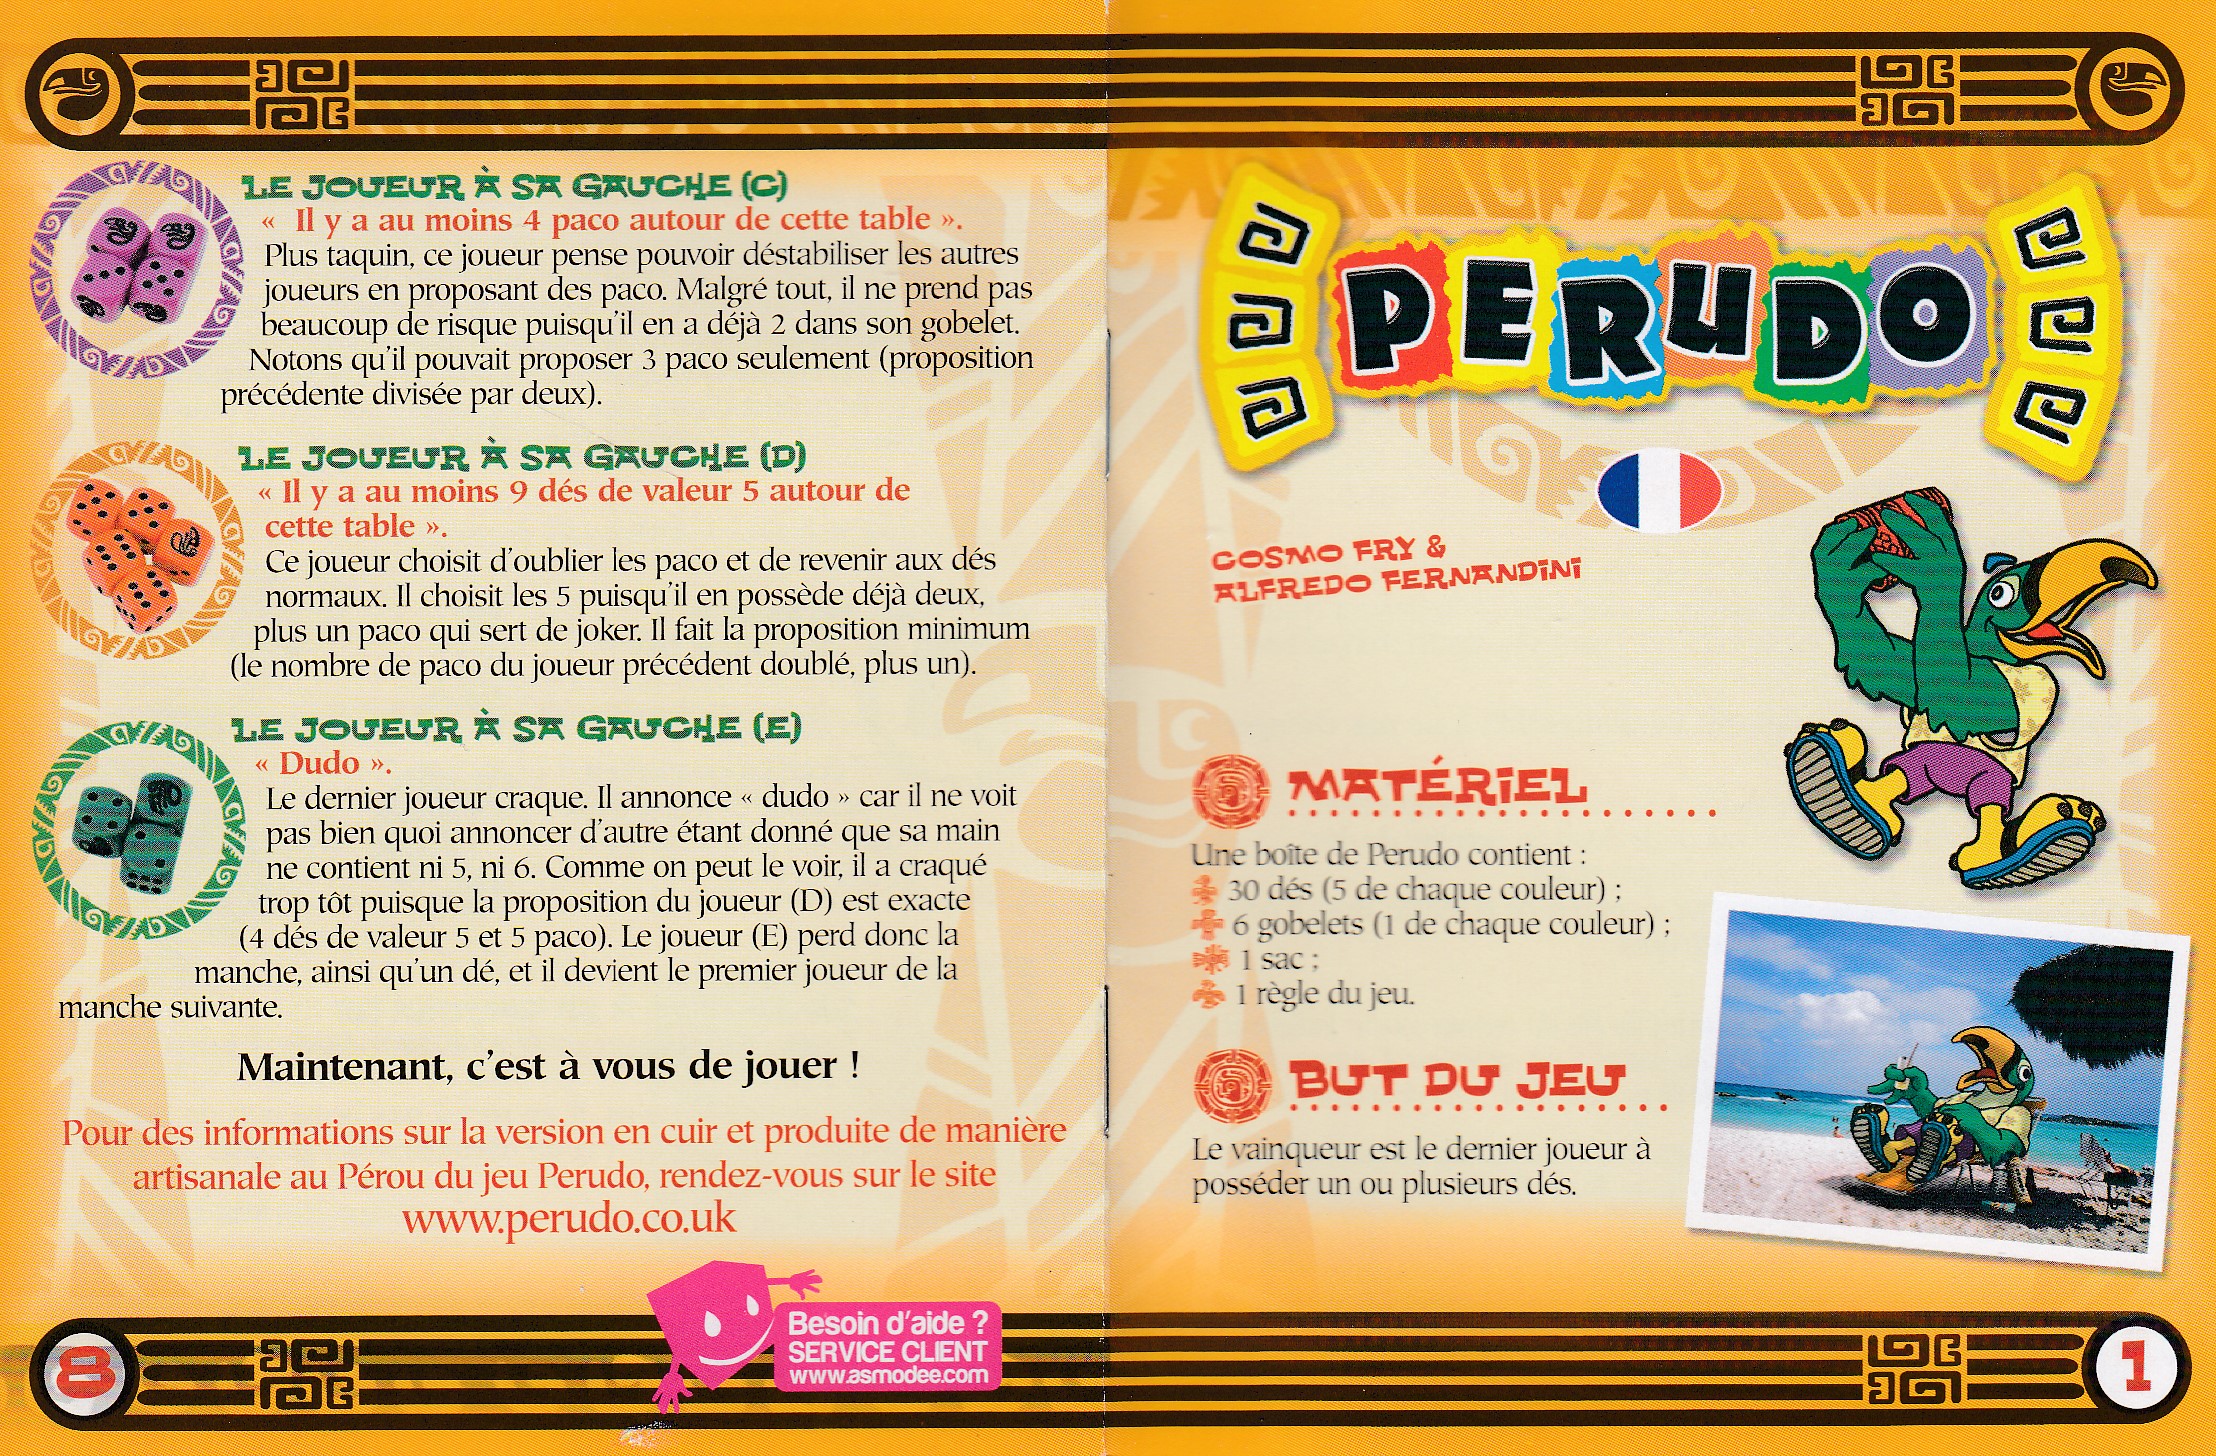 LE JOUEUR À SA GAUCHE (C)
« Il y a au moins 4 paco autour de cette table ».
Plus taquin, ce joueur pense pouvoir déstabiliser les autres
joueurs en proposant des paco. Malgré tout, il ne prend pas
beaucoup de risque puisqu'il en a déjà 2 dans son gobelet.
Notons qu'il pouvait proposer 3 paco seulement (proposition
précédente divisée par deux).
LE JOUEUR À SA GAUCHE (D)
« Il y a au moins 9 dés de valeur 5 autour de
cette table ».
Ce joueur choisit d'oublier les paco et de revenir aux dés
normaux. Il choisit les 5 puisqu'il en possède déjà deux,
plus un paco qui sert de joker. Il fait la proposition minimum
(le nombre de paco du joueur précédent doublé, plus un).
LE JOUEUR À SA GAUCHE (E)
« Dudo ».
Le dernier joueur craque. Il annonce « dudo » car il ne voit
pas bien quoi annoncer d'autre étant donné que sa main
ne contient ni 5, ni 6. Comme on peut le voir, il a craqué
trop tôt puisque la proposition du joueur (D) est exacte
(4 dés de valeur 5 et 5 paco). Le joueur (E) perd donc la
manche, ainsi qu'un dé, et il devient le premier joueur de la
manche suivante.
Maintenant, c'est à vous de jouer !
Pour des informations sur la version en cuir et produite de manière
artisanale au Pérou du jeu Perudo, rendez-vous sur le site
www.perudo.co.uk
Besoin d'aide ?
SERVICE CLIENT
www.asmodee.com
8
PERUDO
COSMO FRY &
ALFREDO FERNANDINI
MATÉRIEL
Une boîte de Perudo contient :
30 dés (5 de chaque couleur) ;
6 gobelets (1 de chaque couleur) ;
1 sac ;
1 règle du jeu.
BUT DU JEU
Le vainqueur est le dernier joueur à
posséder un ou plusieurs dés.
1